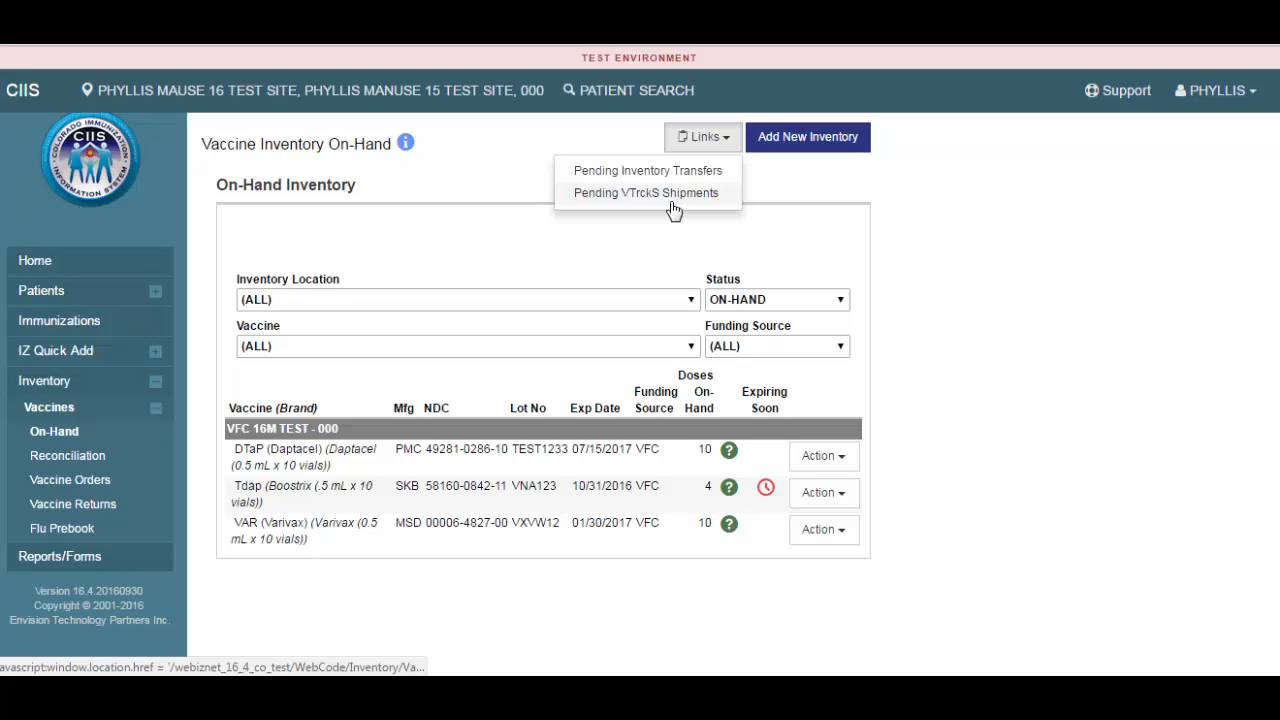 TEST ENVIRONMENT
CIIS PHYLLIS MAUSE 16 TEST SITE, PHYLLIS MANUSE 15 TEST SITE, 000 PATIENT SEARCH Support PHYLLIS
COLORADO IMMUNIZATION
CIIS
INFORMATION SYSTEM
Vaccine Inventory On-Hand Links Add New Inventory
Pending Inventory Transfers
Pending VTrckS Shipments
On-Hand Inventory
Home
Patients
Immunizations
IZ Quick Add
Inventory
Vaccines
On-Hand
Reconciliation
Vaccine Orders
Vaccine Returns
Flu Prebook
Reports/Forms
Version 16.4.20160930
Copyright © 2001-2016
Envision Technology Partners Inc.
Inventory Location Status
(ALL) ON-HAND
Vaccine Funding Source
(ALL) (ALL)
Doses
Funding On- Expiring
Vaccine (Brand) Mfg NDC Lot No Exp Date Source Hand Soon
VFC 16M TEST - 000
DTaP (Daptacel) (Daptacel PMC 49281-0286-10 TEST1233 07/15/2017 VFC 10 ? Action
(0.5 mL x 10 vials))
Tdap (Boostrix (.5 mL x 10 SKB 58160-0842-11 VNA123 10/31/2016 VFC 4 ? Action
vials))
VAR (Varivax) (Varivax (0.5 MSD 00006-4827-00 VXVW12 01/30/2017 VFC 10 ? Action
mL x 10 vials))
avascript:window.location.href = '/webiznet_16_4_co_test/WebCode/Inventory/Va...